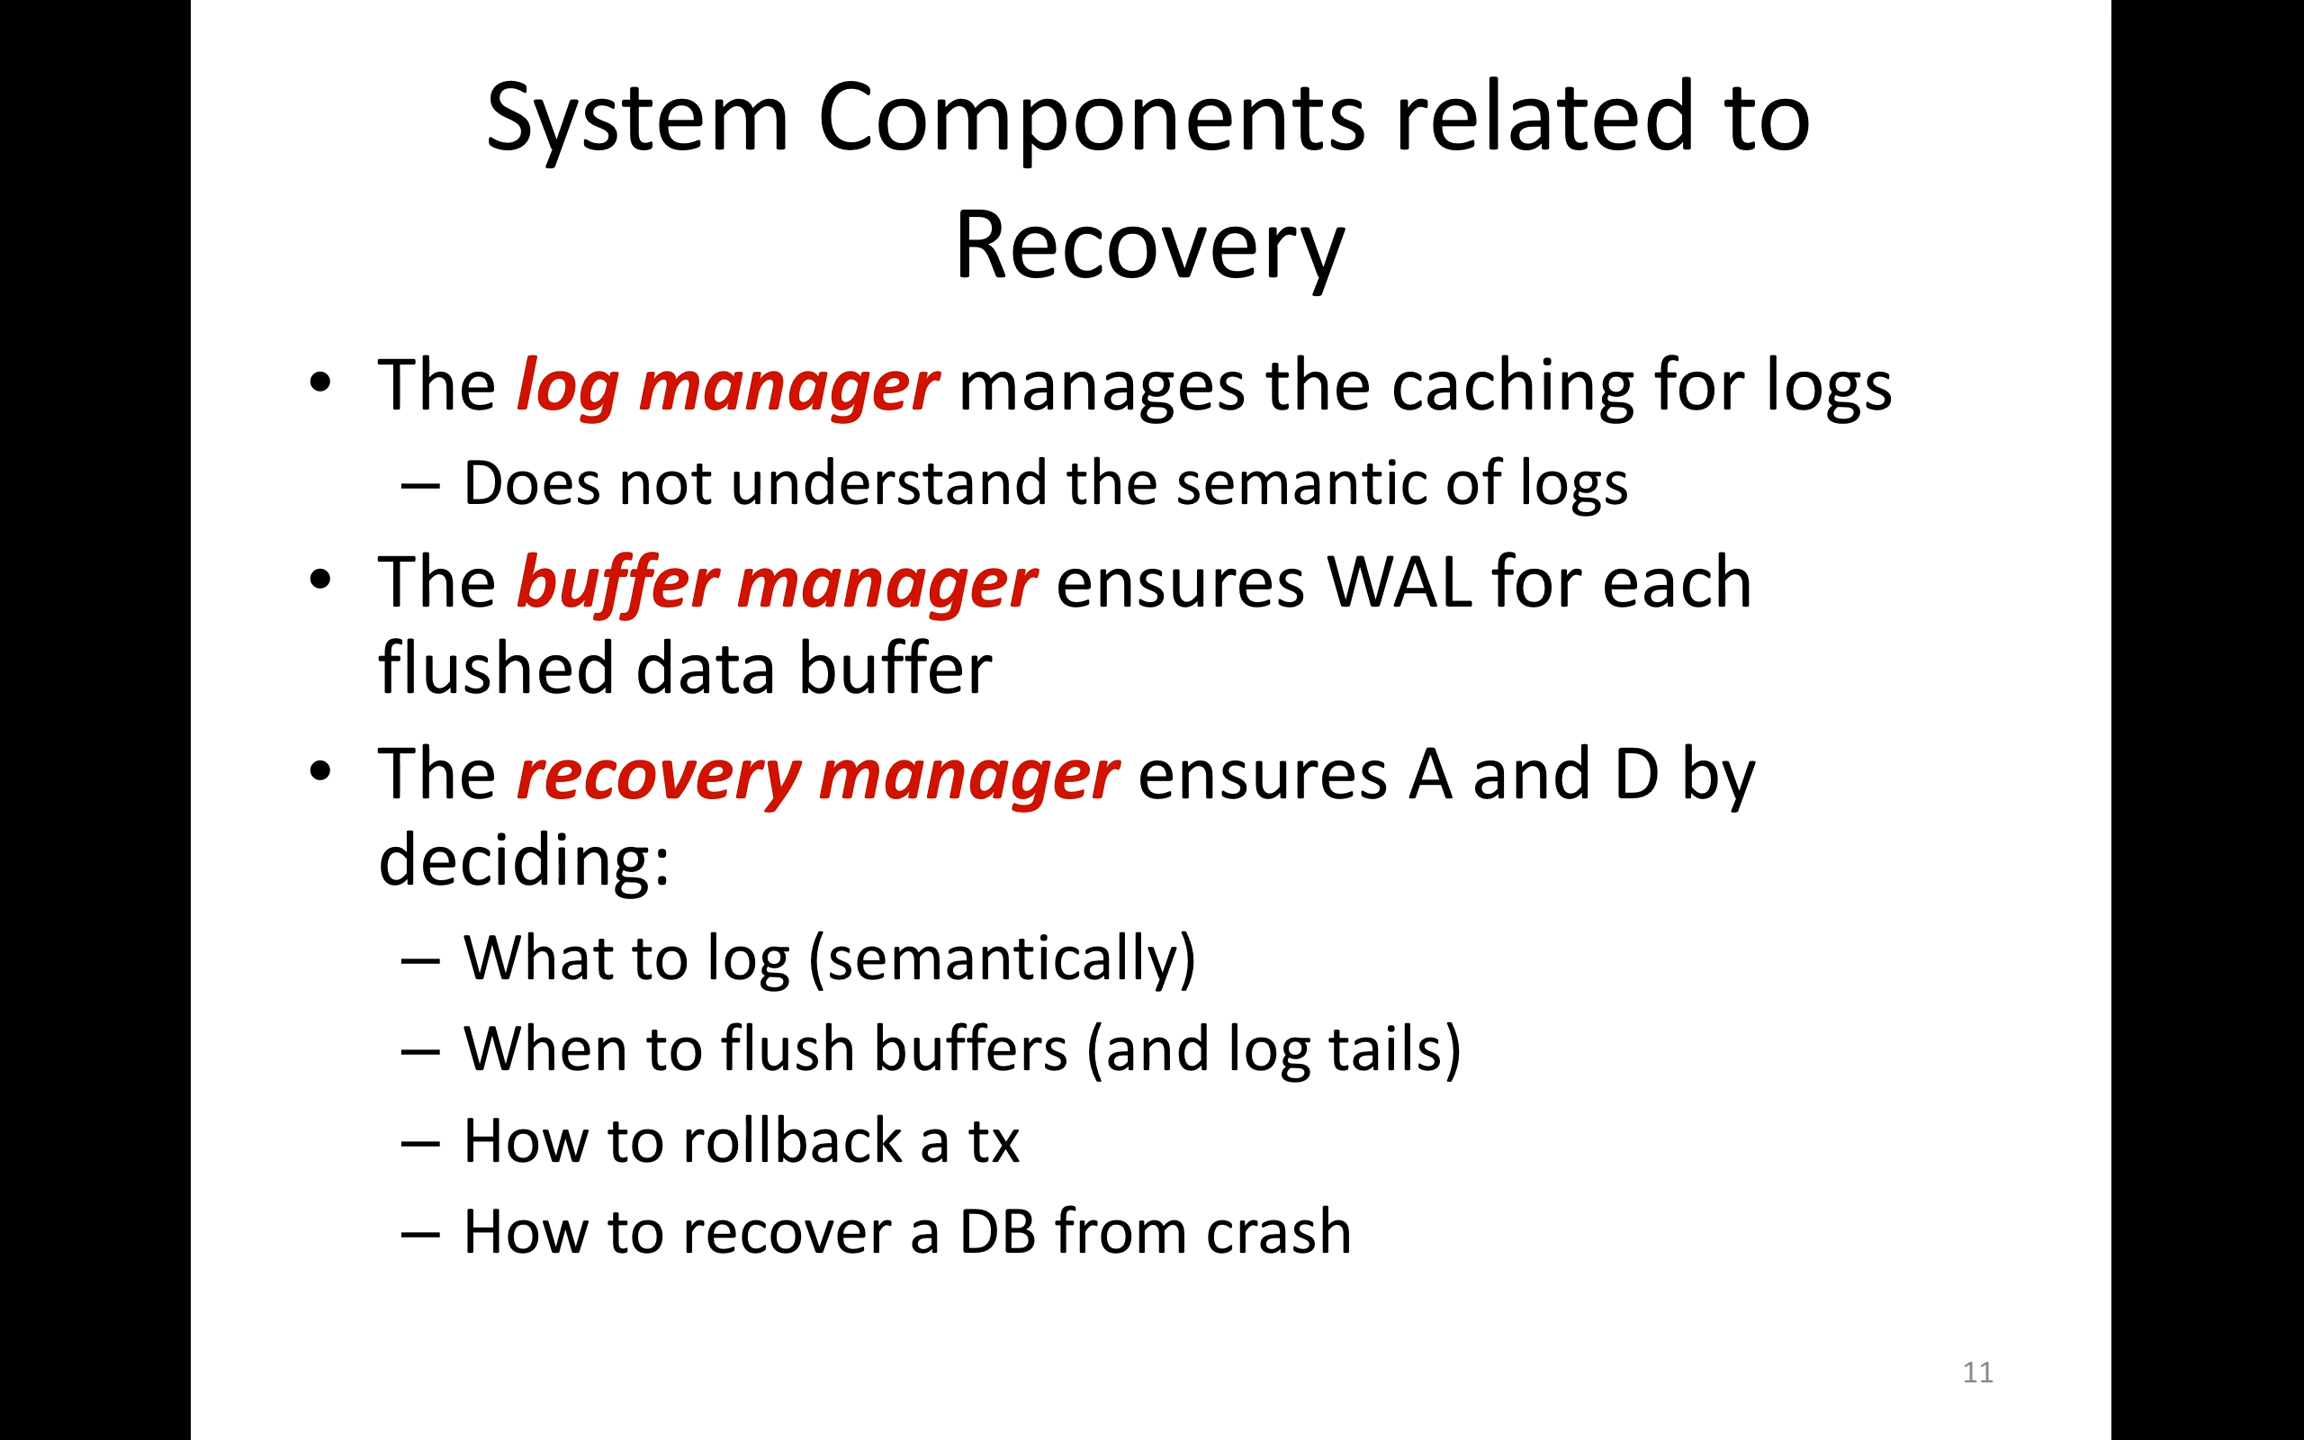 System Components related to
Recovery
• The log manager manages the caching for logs
– Does not understand the semantic of logs
• The buffer manager ensures WAL for each
flushed data buffer
• The recovery manager ensures A and D by
deciding:
– What to log (semantically)
– When to flush buffers (and log tails)
– How to rollback a tx
– How to recover a DB from crash
11